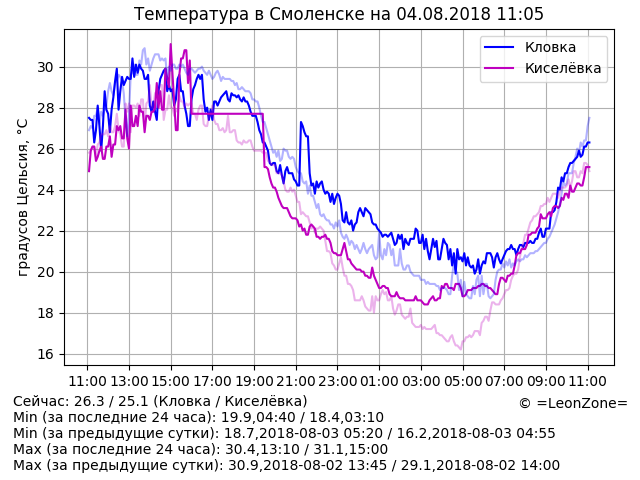 Температура в Смоленске на 04.08.2018 11:05
Кловка
Киселёвка
градусов Цельсия, °C
30
28
26
24
22
20
18
16
11:00 13:00 15:00 17:00 19:00 21:00 23:00 01:00 03:00 05:00 07:00 09:00 11:00
Сейчас: 26.3 / 25.1 (Кловка / Киселёвка)
© =LeonZone=
Min (за последние 24 часа): 19.9,04:40 / 18.4,03:10
Min (за предыдущие сутки): 18.7,2018-08-03 05:20 / 16.2,2018-08-03 04:55
Max (за последние 24 часа): 30.4,13:10 / 31.1,15:00
Max (за предыдущие сутки): 30.9,2018-08-02 13:45 / 29.1,2018-08-02 14:00